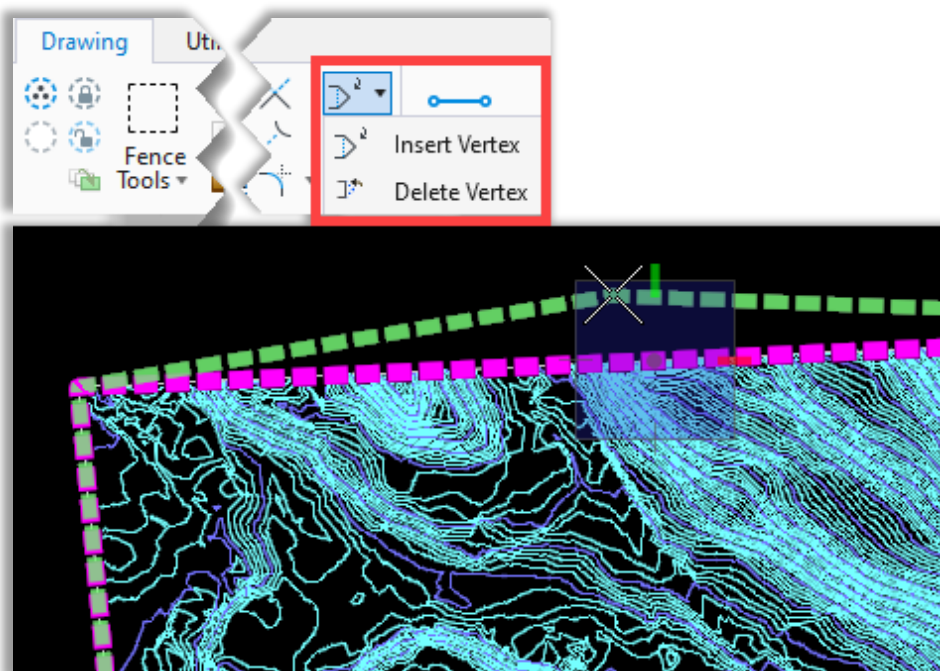 Drawing
Fence
Tools
Insert Vertex
Delete Vertex